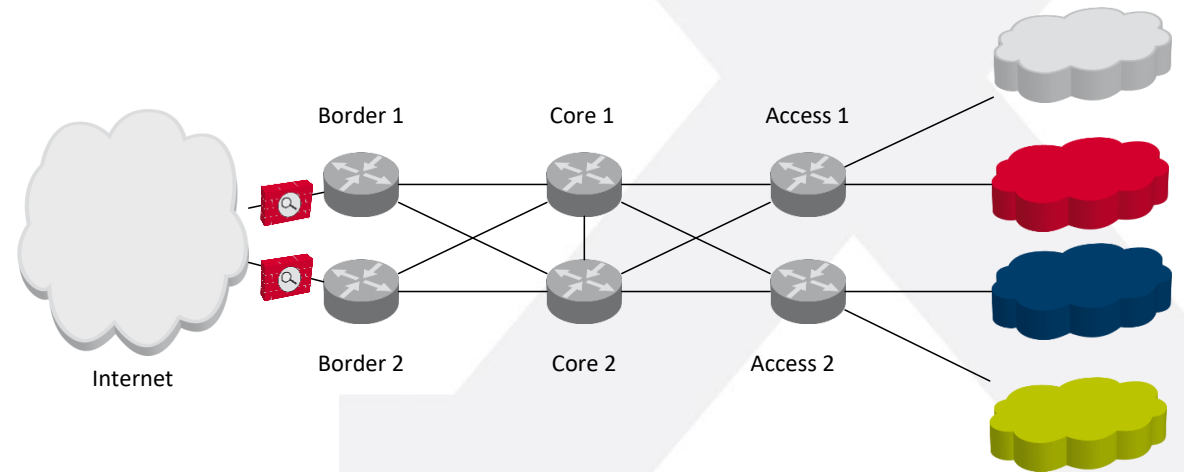 Border 1
Core 1
Access 1
Internet
Border 2
Core 2
Access 2